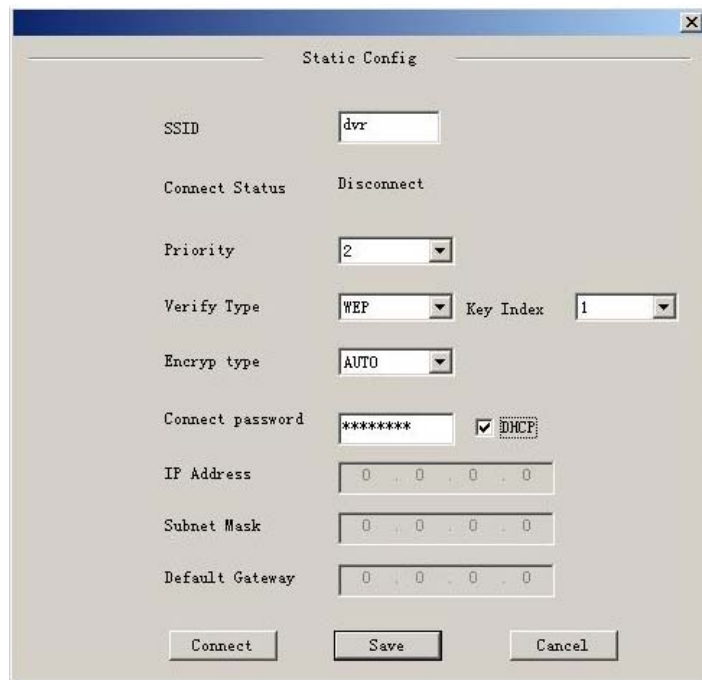 Static Config
SSID dvr
Connect Status Disconnect
Priority 2
Verify Type WEP Key Index 1
Encryp type AUTO
Connect password ******** DHCP
IP Address 0 . 0 . 0 . 0
Subnet Mask 0 . 0 . 0 . 0
Default Gateway 0 . 0 . 0 . 0
Connect Save Cancel